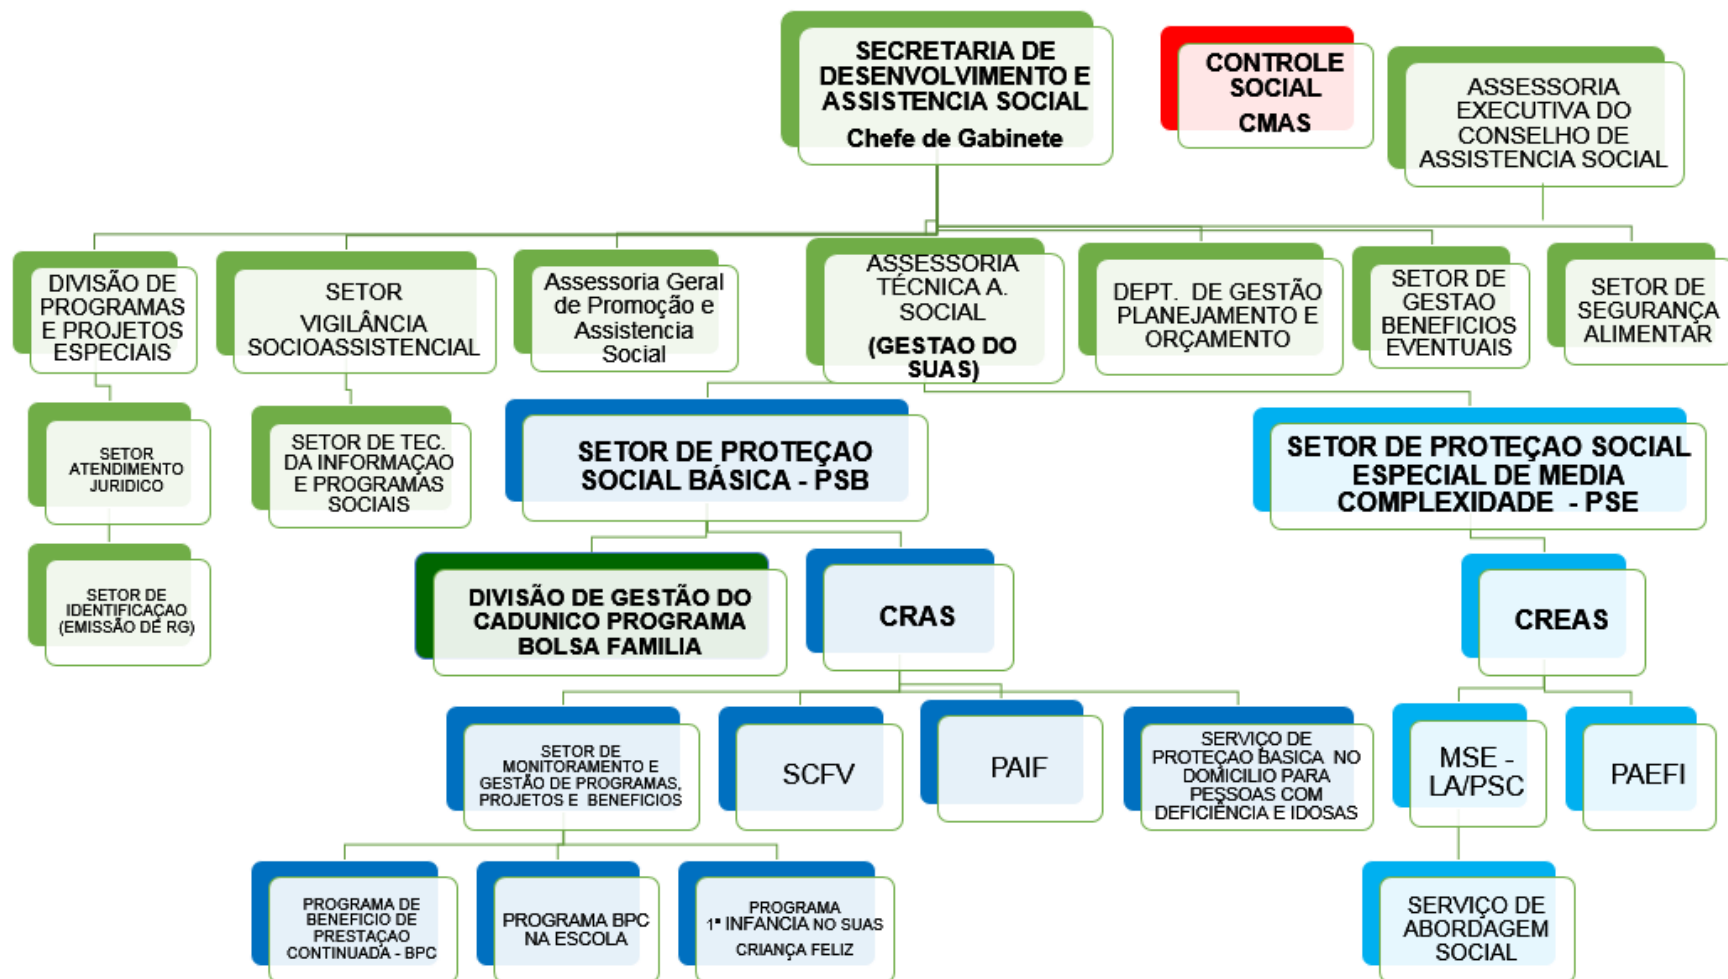 SECRETARIA DE
DESENVOLVIMENTO E
ASSISTENCIA SOCIAL
Chefe de Gabinete
CONTROLE
SOCIAL
CMAS
ASSESSORIA
EXECUTIVA DO
CONSELHO DE
ASSISTENCIA SOCIAL
DIVISÃO DE
PROGRAMAS
E PROJETOS
ESPECIAIS
SETOR
VIGILÂNCIA
SOCIOASSISTENCIAL
Assessoria Geral
de Promoção e
Assistencia
Social
ASSESSORIA
TÉCNICA A.
SOCIAL
(GESTAO DO
SUAS)
DEPT. DE GESTÃO
PLANEJAMENTO E
ORÇAMENTO
SETOR DE
GESTAO
BENEFICIOS
EVENTUAIS
SETOR DE
SEGURANÇA
ALIMENTAR
SETOR
ATENDIMENTO
JURIDICO
SETOR DE TEC.
DA INFORMAÇAO
E PROGRAMAS
SOCIAIS
SETOR DE PROTEÇAO
SOCIAL BÁSICA - PSB
SETOR DE PROTEÇAO SOCIAL
ESPECIAL DE MEDIA
COMPLEXIDADE - PSE
SETOR DE
IDENTIFICAÇAO
(EMISSÃO DE RG)
DIVISÃO DE GESTÃO DO
CADUNICO PROGRAMA
BOLSA FAMILIA
CRAS
CREAS
SETOR DE
MONITORAMENTO E
GESTÃO DE PROGRAMAS,
PROJETOS E BENEFICIOS
SCFV
PAIF
SERVIÇO DE
PROTEÇAO BASICA NO
DOMICILIO PARA
PESSOAS COM
DEFICIÊNCIA E IDOSAS
MSE -
LA/PSC
PAEFI
PROGRAMA DE
BENEFICIO DE
PRESTAÇAO
CONTINUADA - BPC
PROGRAMA BPC
NA ESCOLA
PROGRAMA
1ª INFANCIA NO SUAS
CRIANÇA FELIZ
SERVIÇO DE
ABORDAGEM
SOCIAL